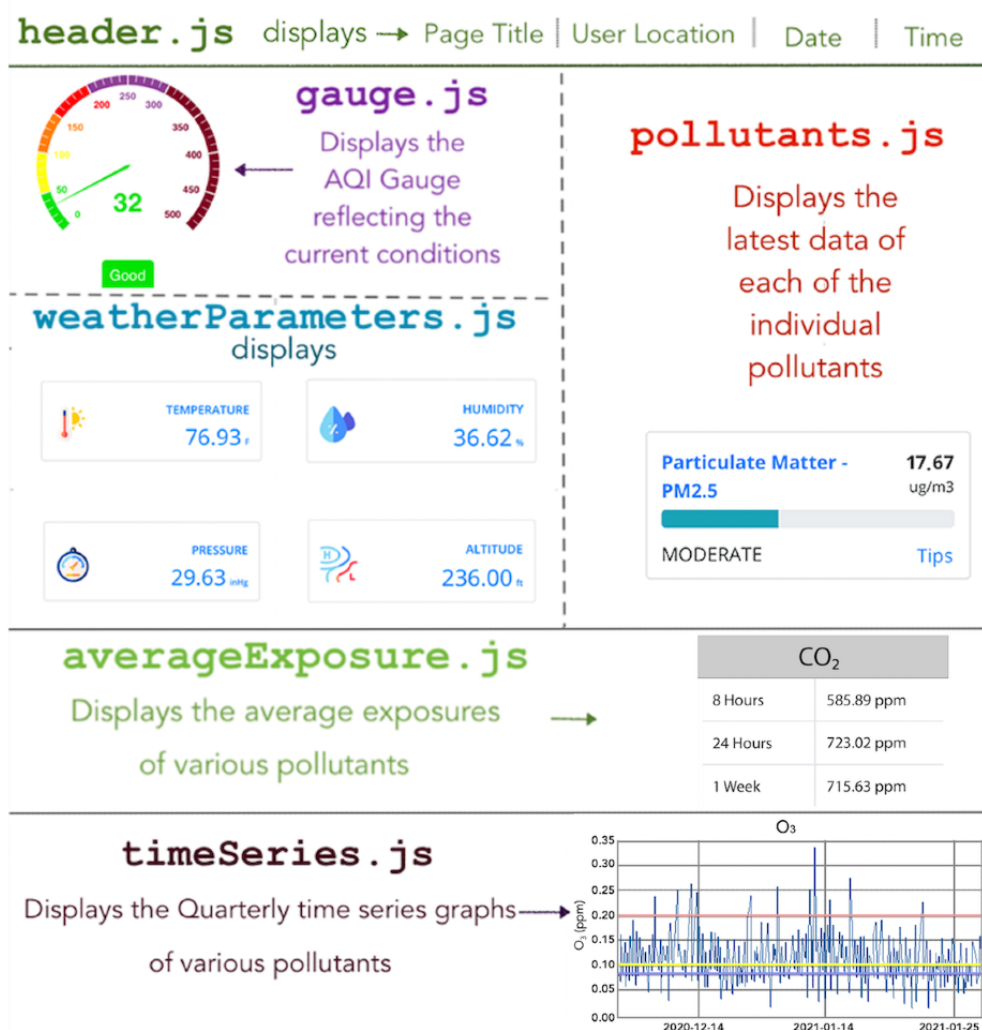 header.js displays → Page Title | User Location | Date | Time
gauge.js
Displays the
AQI Gauge
reflecting the
current conditions
0
50
100
150
200
250
300
350
400
450
500
32
Good
pollutants.js
Displays the
latest data of
each of the
individual
pollutants
Particulate Matter -
PM2.5
17.67
ug/m3
MODERATE
Tips
weatherParameters.js
displays
TEMPERATURE
76.93 F
HUMIDITY
36.62 %
PRESSURE
29.63 inHg
H
L
ALTITUDE
236.00 ft
averageExposure.js
Displays the average exposures
of various pollutants
CO₂
8 Hours 585.89 ppm
24 Hours 723.02 ppm
1 Week 715.63 ppm
timeSeries.js
Displays the Quarterly time series graphs
of various pollutants
O₃
O₃ (ppm)
0.35
0.30
0.25
0.20
0.15
0.10
0.05
0.00
2020-12-14 2021-01-14 2021-01-25